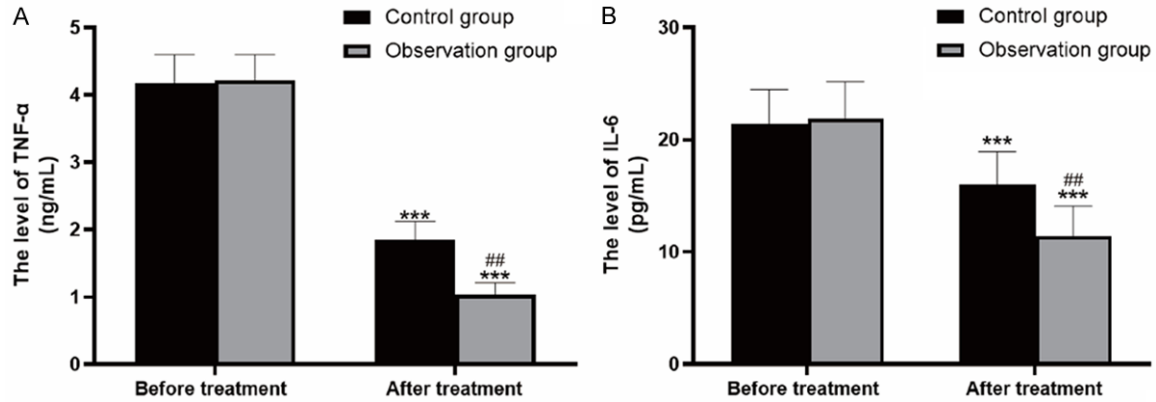 A
The level of TNF-α
(ng/mL)
5
4
3
2
1
0
Control group
Observation group
***
##
***
Before treatment
After treatment
B
The level of IL-6
(pg/mL)
30
20
10
0
Control group
Observation group
***
##
***
Before treatment
After treatment